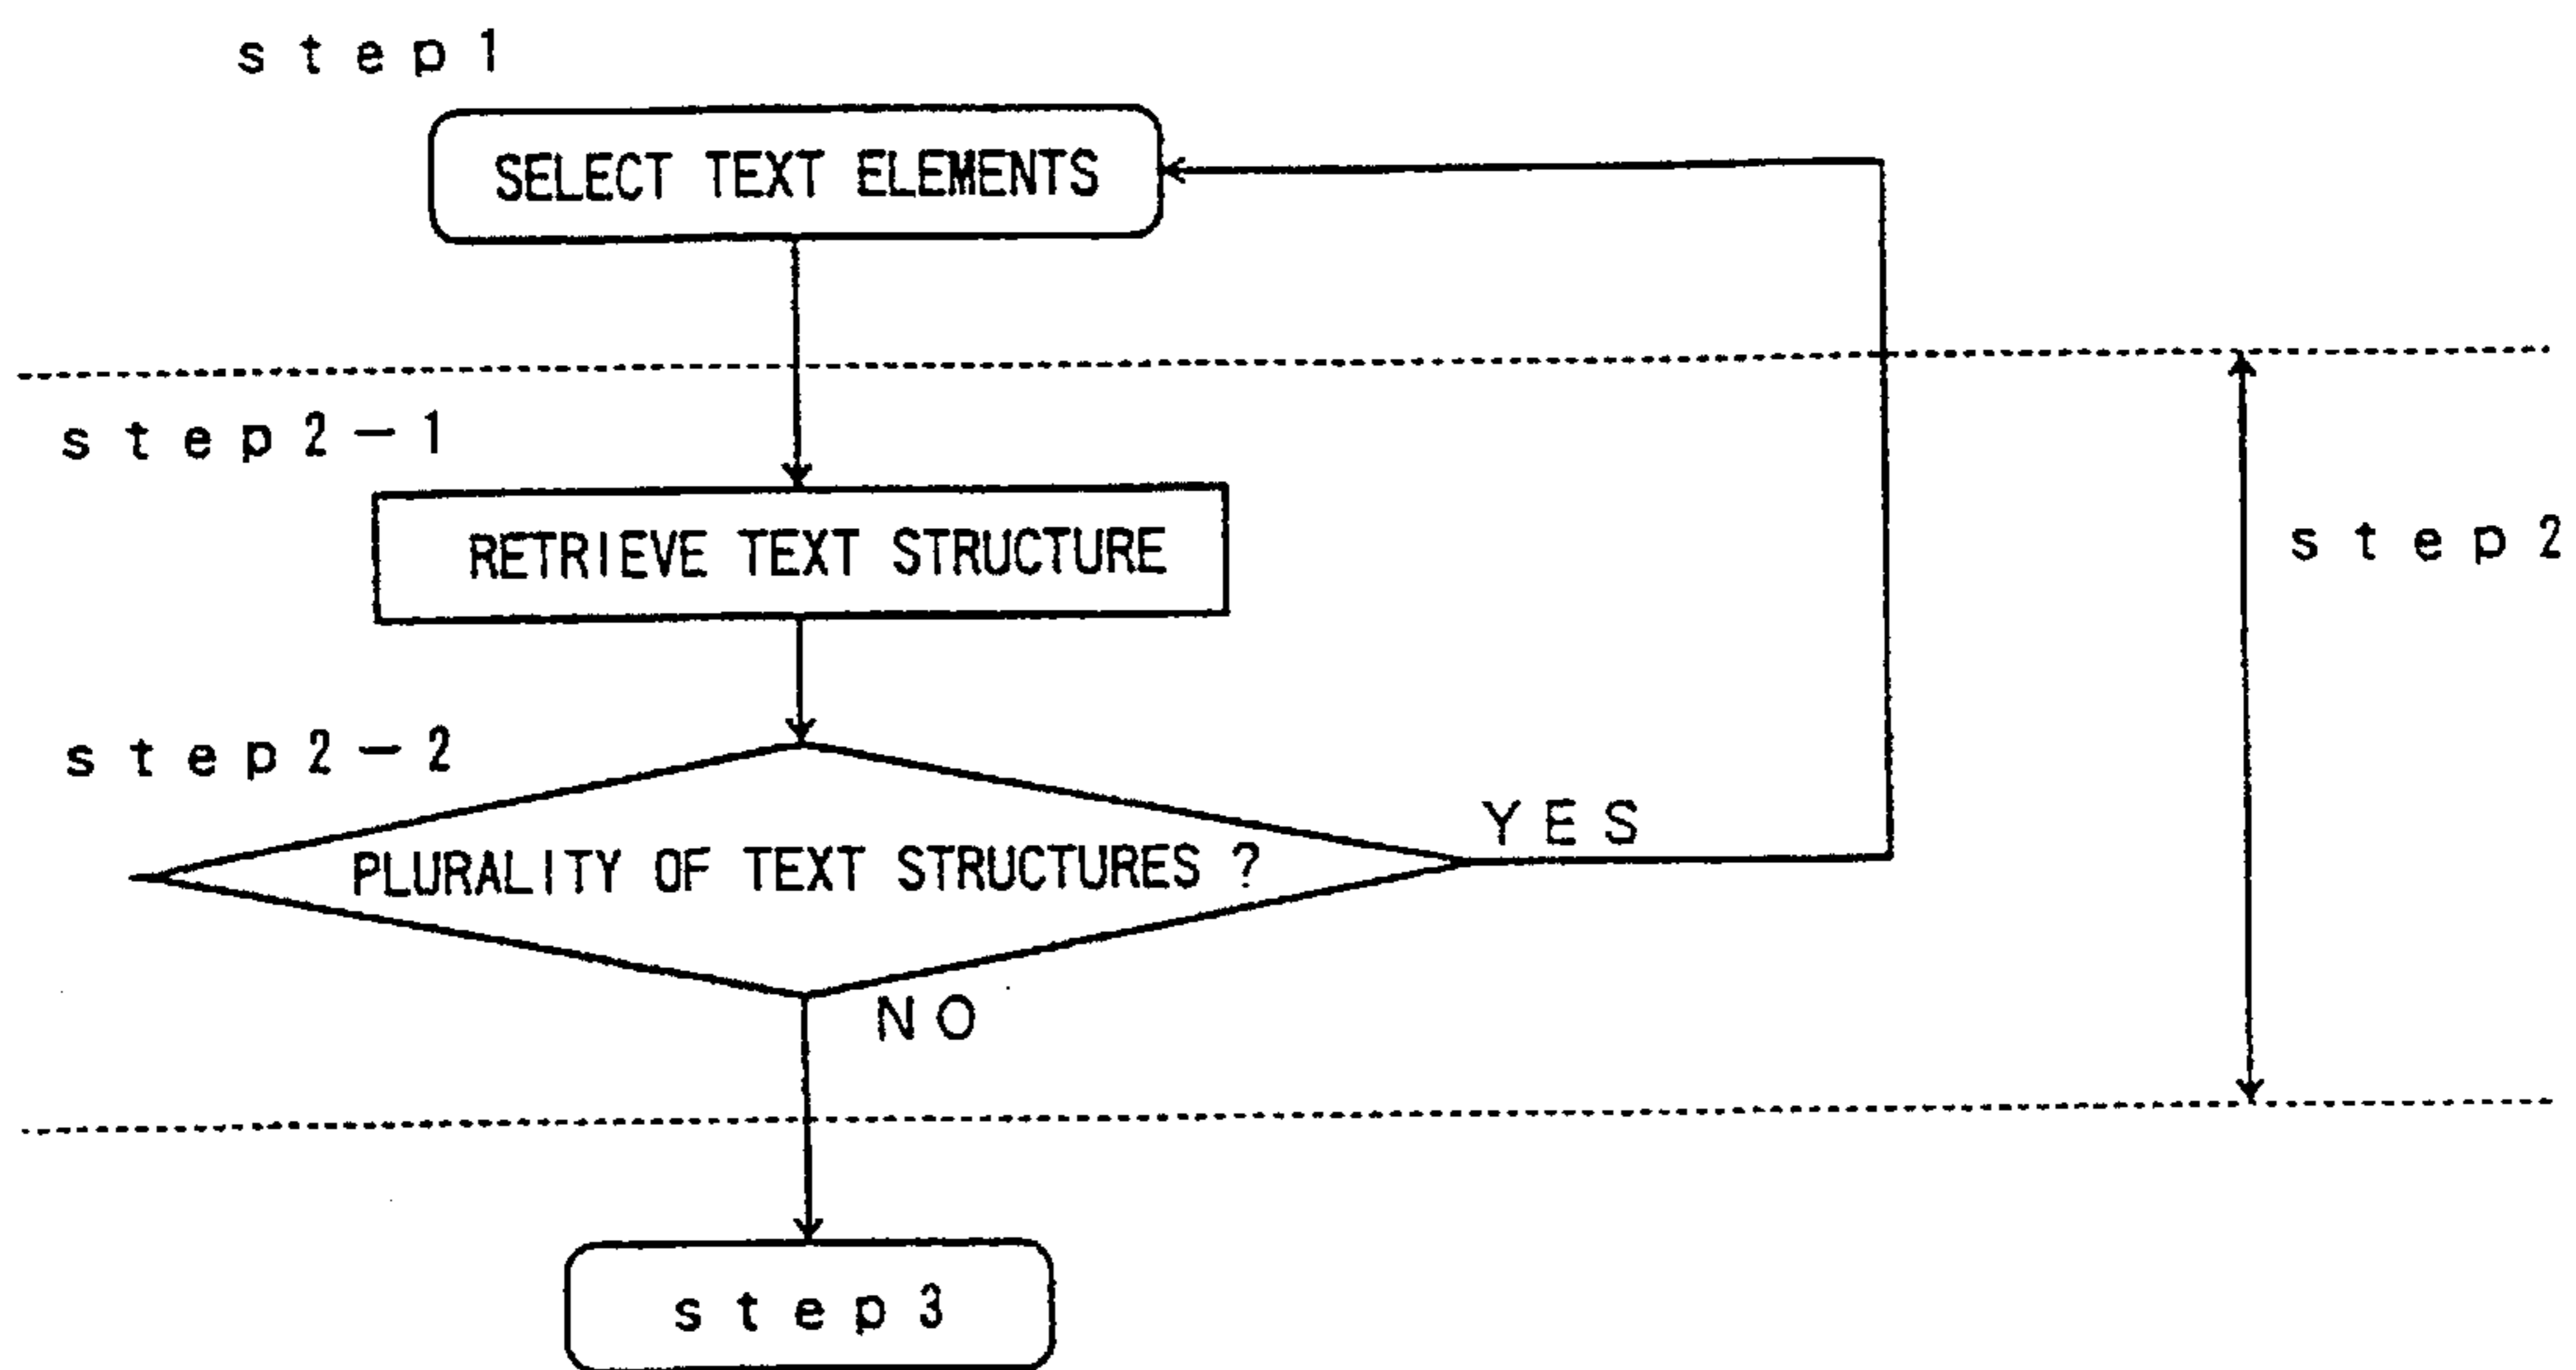 step1
SELECT TEXT ELEMENTS
step2-1
RETRIEVE TEXT STRUCTURE
step2
step2-2
YES
PLURALITY OF TEXT STRUCTURES ?
NO
step3